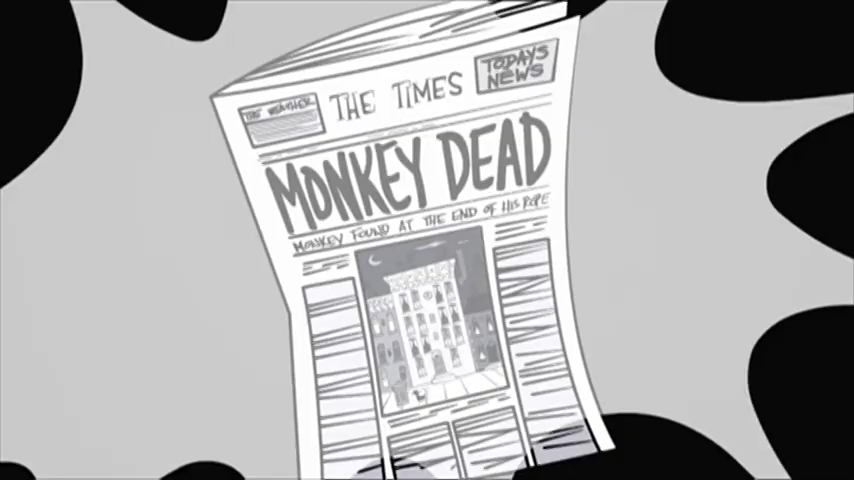 THE WEATHER
THE TIMES
TODAYS
NEWS
MONKEY DEAD
MONKEY FOUND AT THE END OF HIS ROPE